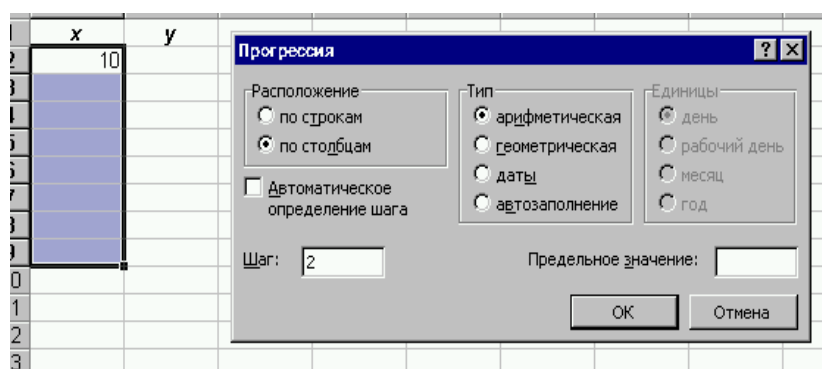 x y
10
Прогрессия
Расположение
по строкам
по столбцам
Автоматическое
определение шага
Тип
арифметическая
геометрическая
даты
автозаполнение
Единицы
день
рабочий день
месяц
год
Шаг: 2
Предельное значение:
ОК
Отмена